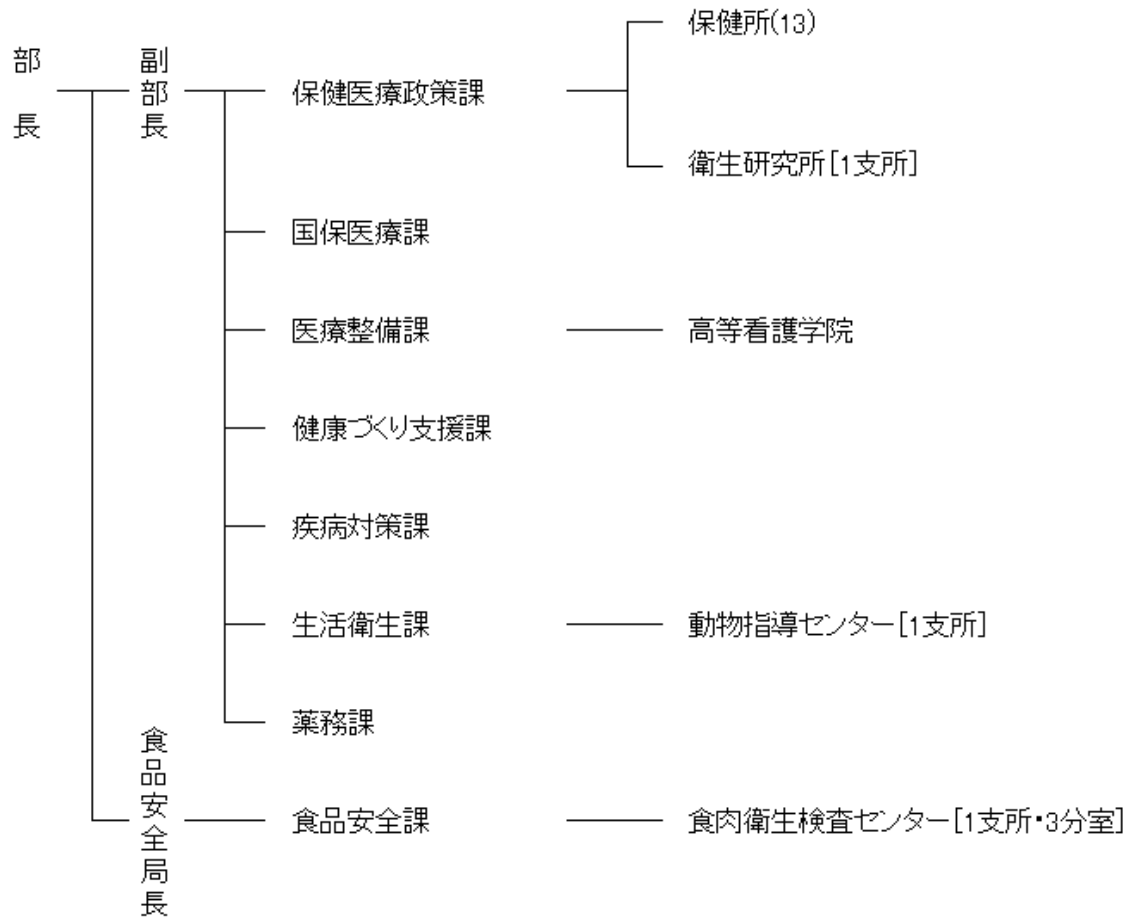 部長
副部長
保健医療政策課
保健所(13)
衛生研究所[1支所]
国保医療課
医療整備課
高等看護学院
健康づくり支援課
疾病対策課
生活衛生課
動物指導センター[1支所]
薬務課
食品安全局長
食品安全課
食肉衛生検査センター[1支所・3分室]